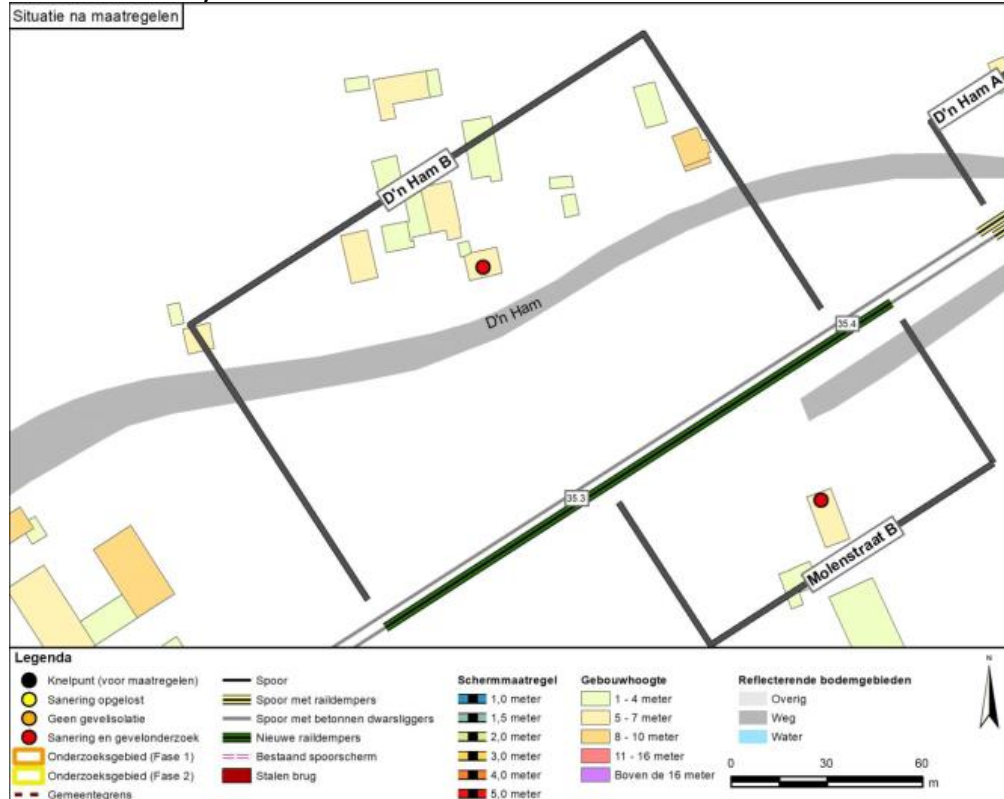 Situatie na maatregelen
D'n Ham A
D'n Ham B
D'n Ham
35.4
35.3
Molenstraat B
Legenda
Knelpunt (voor maatregelen)
Sanering opgelost
Geen gevelisolatie
Sanering en gevelonderzoek
Onderzoeksgebied (Fase 1)
Onderzoeksgebied (Fase 2)
Gemeentegrens
Spoor
Spoor met raildempers
Spoor met betonnen dwarsliggers
Nieuwe raildempers
Bestaand spoorscherm
Stalen brug
Schermmaatregel
1,0 meter
1,5 meter
2,0 meter
3,0 meter
4,0 meter
5,0 meter
Gebouwhoogte
1 - 4 meter
5 - 7 meter
8 - 10 meter
11 - 16 meter
Boven de 16 meter
Reflecterende bodemgebieden
Overig
Weg
Water
N
0 30 60
m